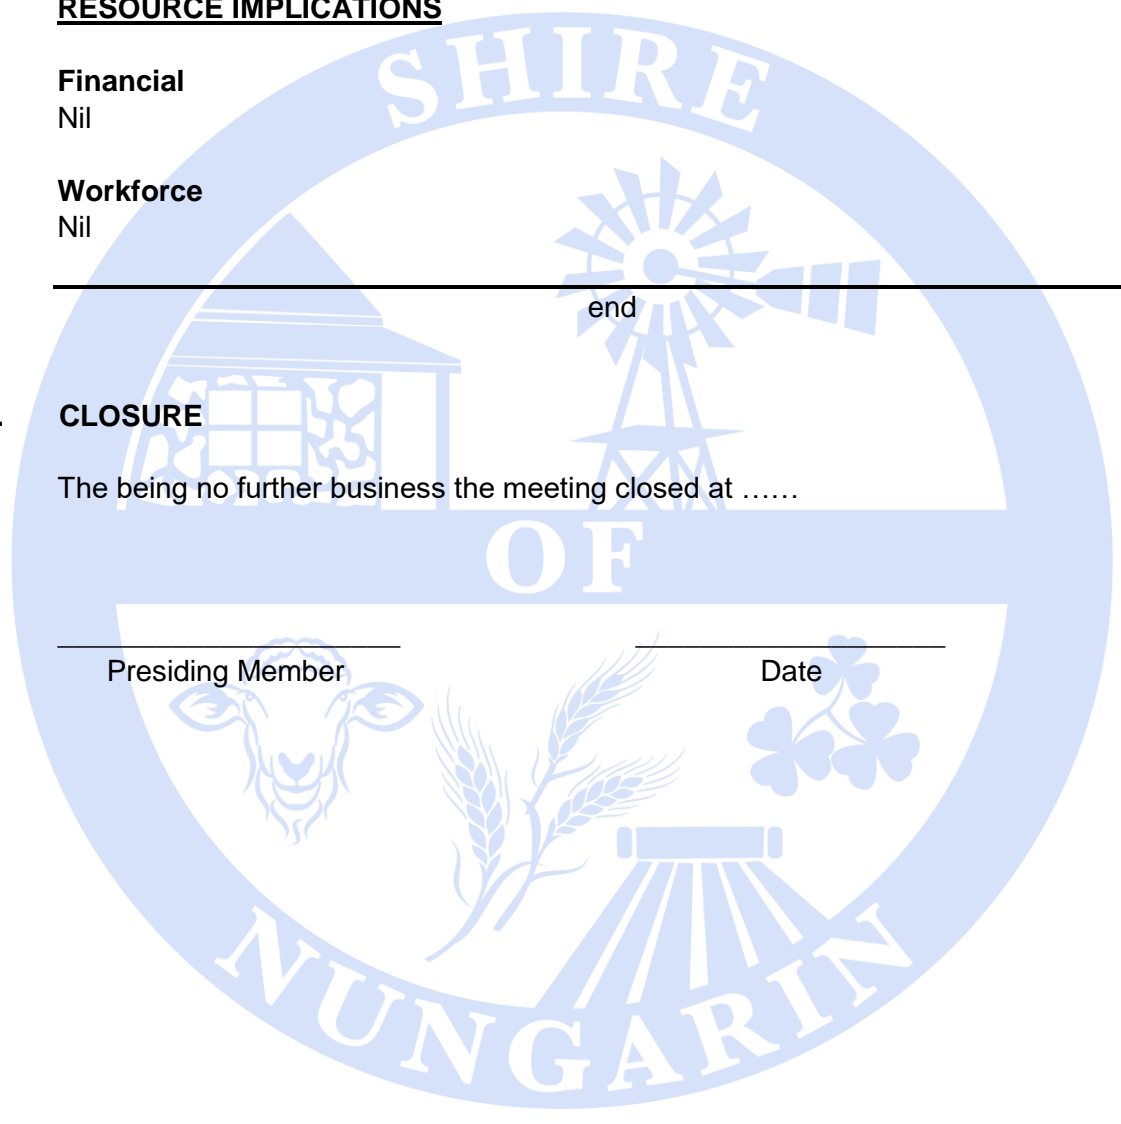 RESOURCE IMPLICATIONS
Financial
Nil
Workforce
Nil
end
. CLOSURE
The being no further business the meeting closed at ……
Presiding Member Date
SHIRE
OF
NUNGARIN